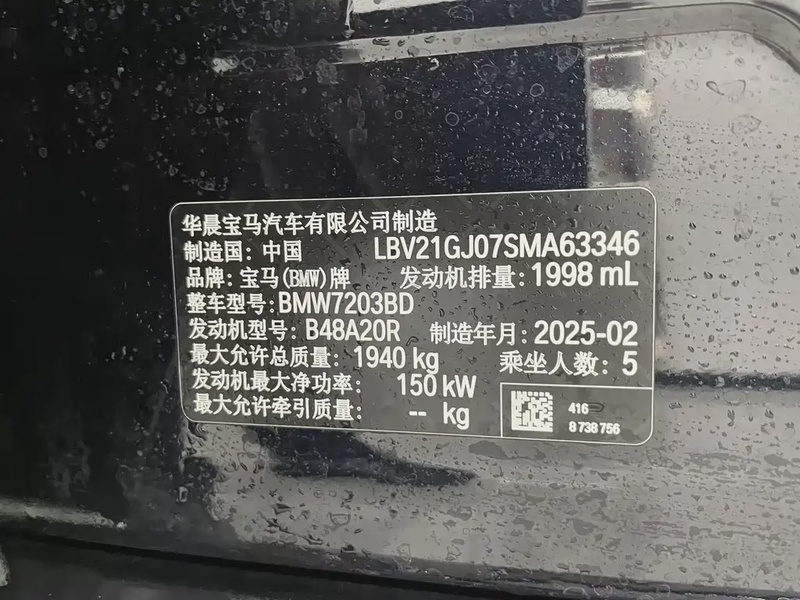 华晨宝马汽车有限公司制造
制造国: 中国 LBV21GJ07SMA63346
品牌: 宝马(BMW)牌 发动机排量: 1998 mL
整车型号: BMW7203BD
发动机型号: B48A20R 制造年月: 2025-02
最大允许总质量: 1940 kg 乘坐人数: 5
发动机最大净功率: 150 kW
最大允许牵引质量: -- kg
416
8 738 756